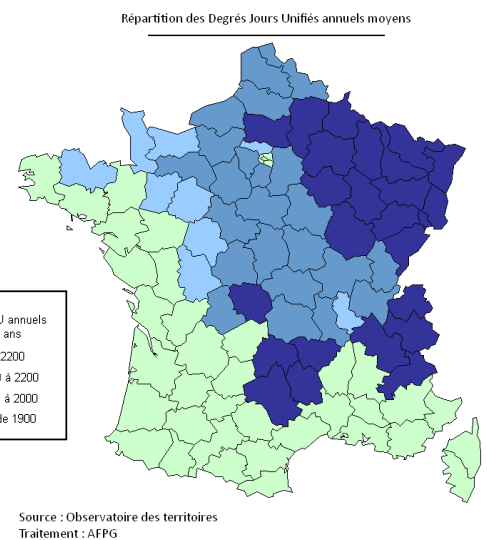 Répartition des Degrés Jours Unifiés annuels moyens
U annuels
ans
2200
à 2200
à 2000
de 1900
Source : Observatoire des territoires
Traitement : AFPG